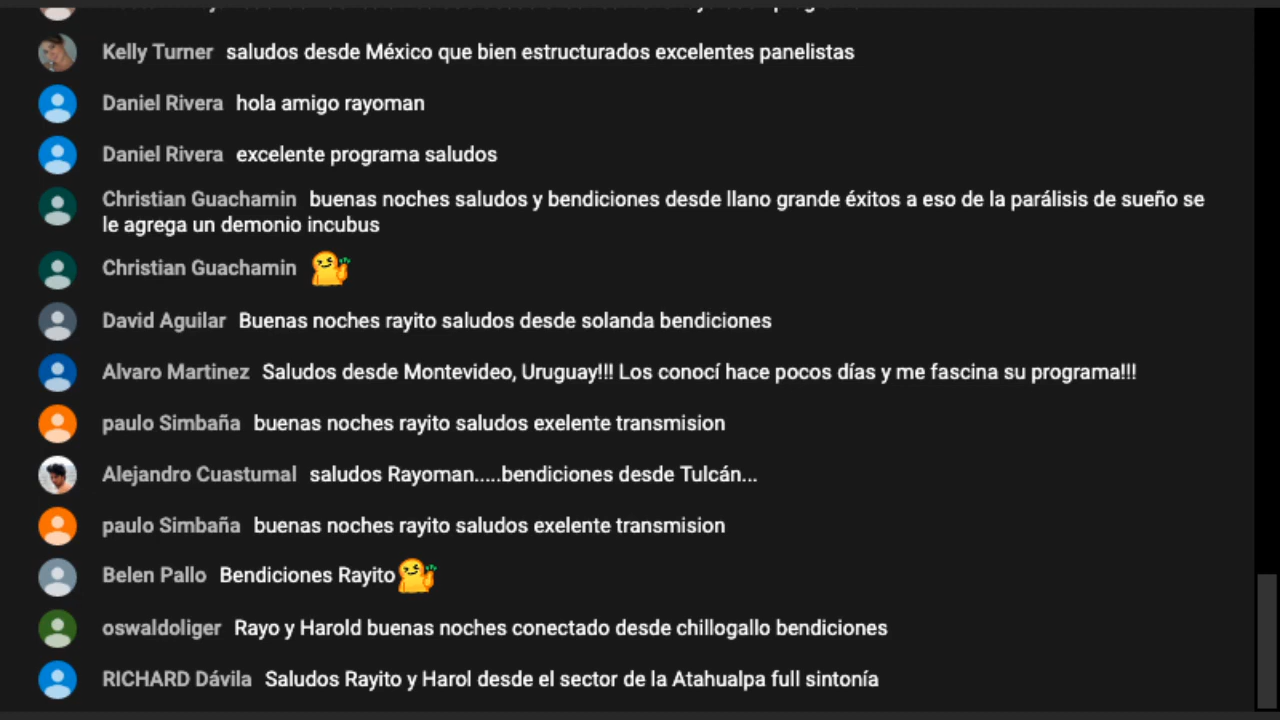 Kelly Turner saludos desde México que bien estructurados excelentes panelistas
Daniel Rivera hola amigo rayoman
Daniel Rivera excelente programa saludos
Christian Guachamin buenas noches saludos y bendiciones desde llano grande éxitos a eso de la parálisis de sueño se
le agrega un demonio incubus
Christian Guachamin
David Aguilar Buenas noches rayito saludos desde solanda bendiciones
Alvaro Martinez Saludos desde Montevideo, Uruguay!!! Los conocí hace pocos días y me fascina su programa!!!
paulo Simbaña buenas noches rayito saludos exelente transmision
Alejandro Cuastumal saludos Rayoman.....bendiciones desde Tulcán...
paulo Simbaña buenas noches rayito saludos exelente transmision
Belen Pallo Bendiciones Rayito
oswaldoliger Rayo y Harold buenas noches conectado desde chillogallo bendiciones
RICHARD Dávila Saludos Rayito y Harol desde el sector de la Atahualpa full sintonía